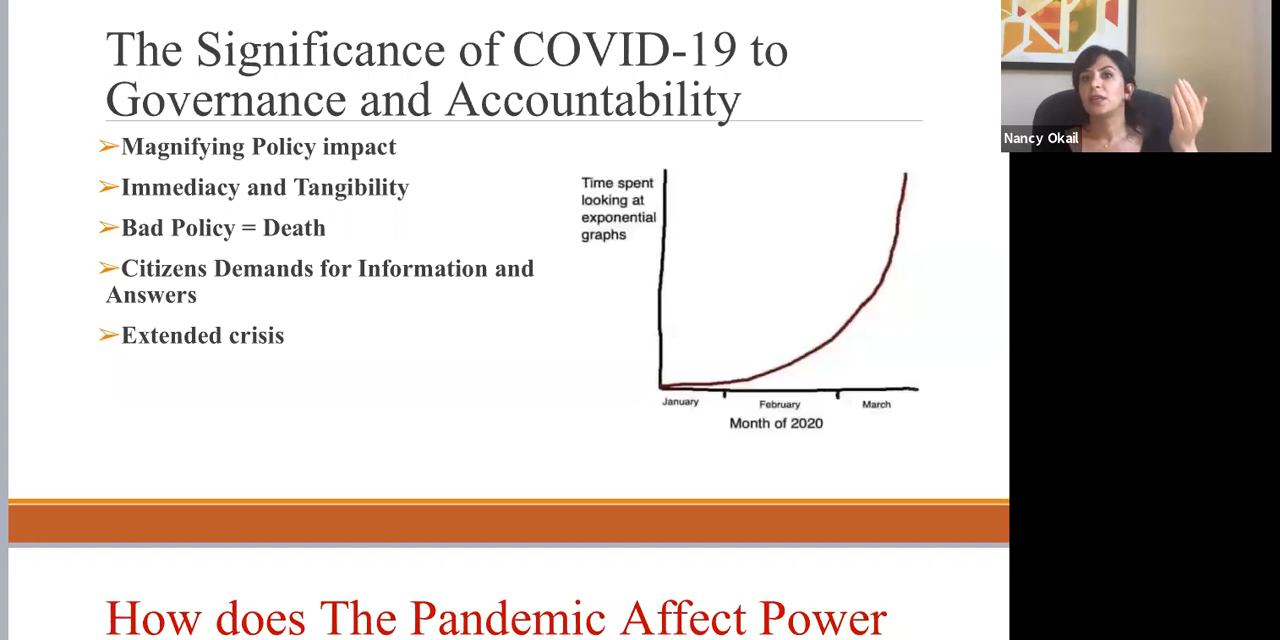 The Significance of COVID-19 to
Governance and Accountability
➢Magnifying Policy impact
➢Immediacy and Tangibility
➢Bad Policy = Death
➢Citizens Demands for Information and
Answers
➢Extended crisis
Time spent
looking at
exponential
graphs
January
February
March
Month of 2020
Nancy Okail
How does The Pandemic Affect Power